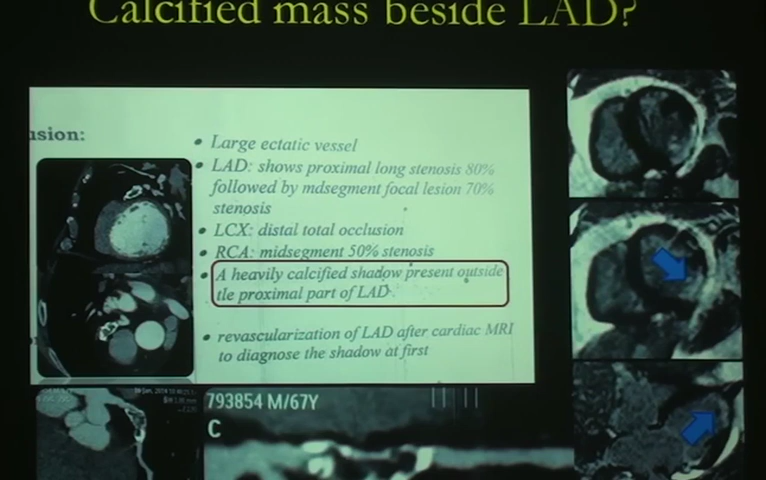 Calcified mass beside LAD?
usion:
• Large ectatic vessel
• LAD: shows proximal long stenosis 80%
followed by mdsegment focal lesion 70%
stenosis
• LCX: distal total occlusion
• RCA: midsegment 50% stenosis
• A heavily calcified shadow present outside
tle proximal part of LAD
• revascularization of LAD after cardiac MRI
to diagnose the shadow at first
793854 M/67Y
C